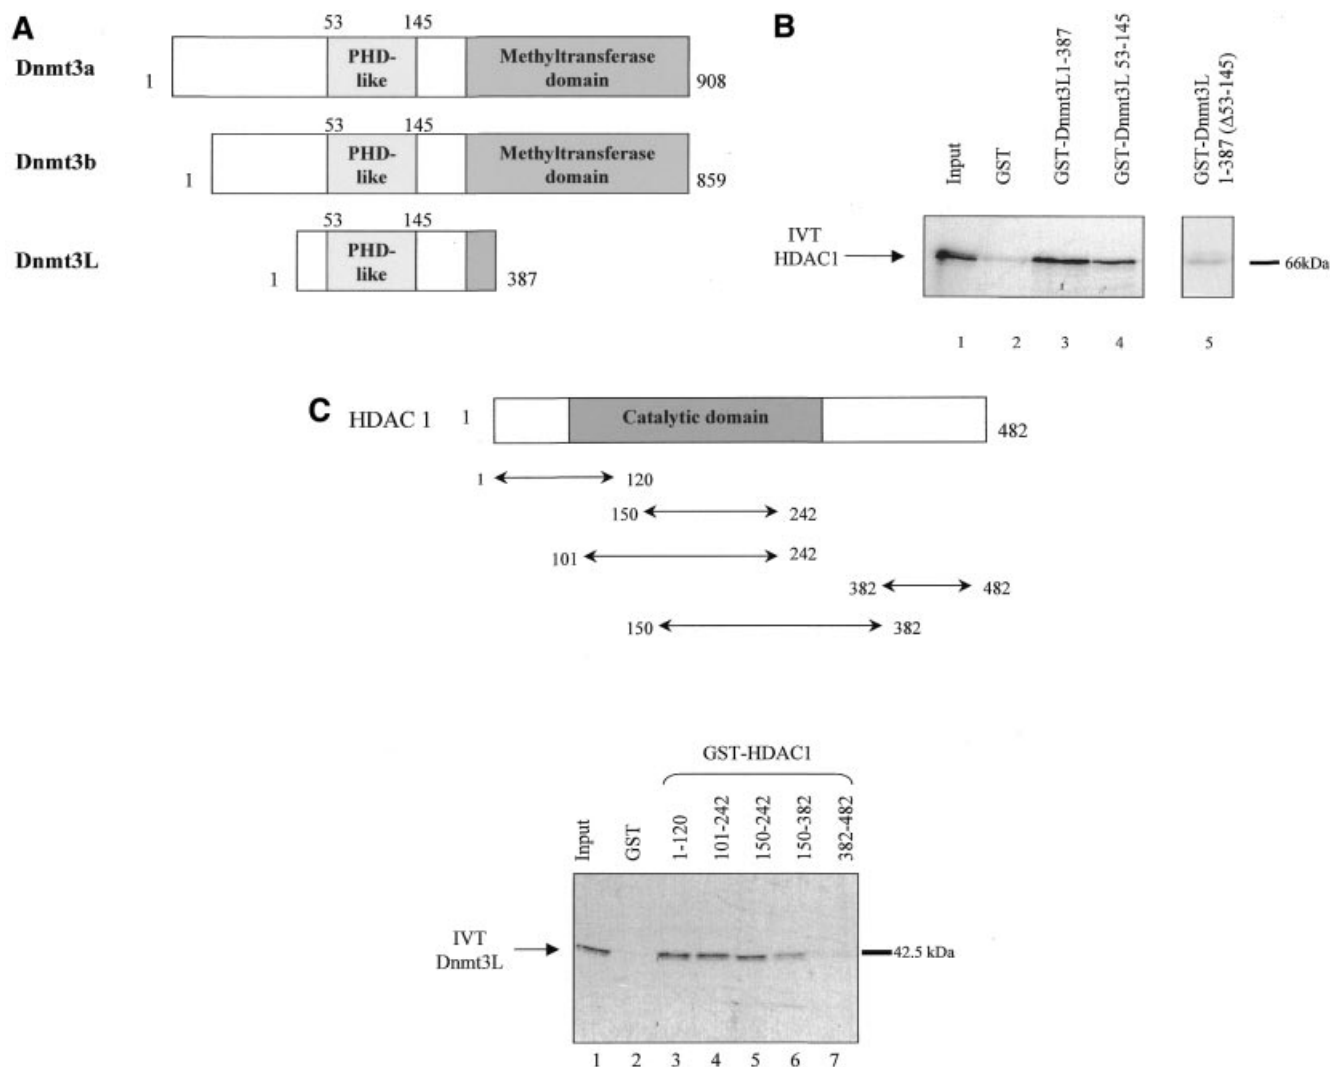 A
53 145
Dnmt3a
PHD-
like
Methyltransferase
domain
1
908
53 145
Dnmt3b
PHD-
like
Methyltransferase
domain
1
859
53 145
Dnmt3L
PHD-
like
1
387
B
Input
GST
GST-Dnmt3L1-387
GST-Dnmt3L 53-145
GST-Dnmt3L
1-387 (Δ53-145)
IVT
HDAC1
66kDa
1 2 3 4 5
C
HDAC 1
1
Catalytic domain
482
1 120
150 242
101 242
382 482
150 382
GST-HDAC1
Input
GST
1-120
101-242
150-242
150-382
382-482
IVT
Dnmt3L
42.5 kDa
1 2 3 4 5 6 7